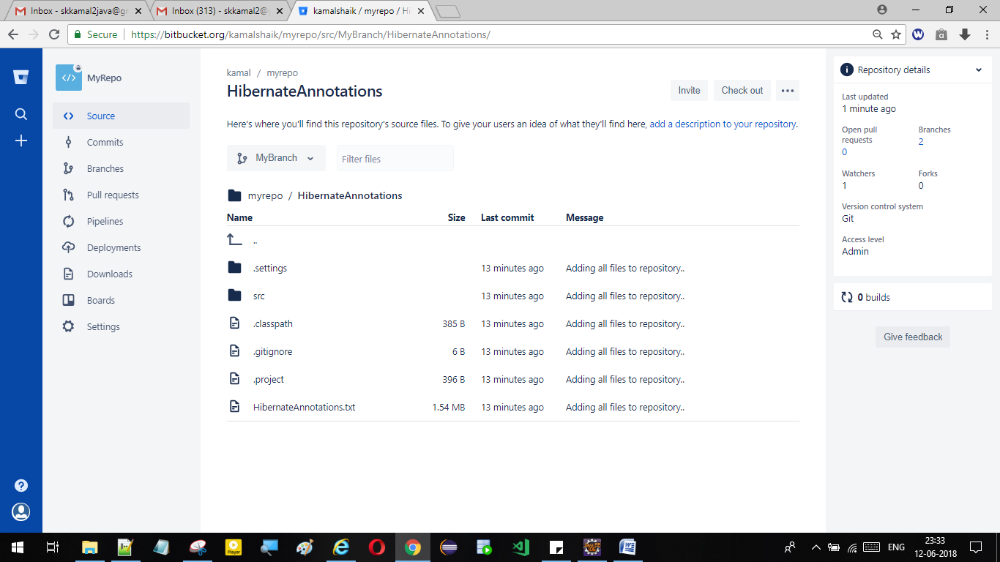 Inbox - skkamal2java@gr
Inbox (313) - skkamal2@
kamalshaik / myrepo / Hi
Secure
https://bitbucket.org/kamalshaik/myrepo/src/MyBranch/HibernateAnnotations/
MyRepo
Source
Commits
Branches
Pull requests
Pipelines
Deployments
Downloads
Boards
Settings
kamal / myrepo
HibernateAnnotations
Invite
Check out
Here's where you'll find this repository's source files. To give your users an idea of what they'll find here, add a description to your repository.
MyBranch
Filter files
myrepo / HibernateAnnotations
Name Size Last commit Message
..
.settings 13 minutes ago Adding all files to repository..
src 13 minutes ago Adding all files to repository..
.classpath 385 B 13 minutes ago Adding all files to repository..
.gitignore 6 B 13 minutes ago Adding all files to repository..
.project 396 B 13 minutes ago Adding all files to repository..
HibernateAnnotations.txt 1.54 MB 13 minutes ago Adding all files to repository..
Repository details
Last updated
1 minute ago
Open pull
requests
0
Branches
2
Watchers
1
Forks
0
Version control system
Git
Access level
Admin
0 builds
Give feedback
Player
ENG
23:33
12-06-2018